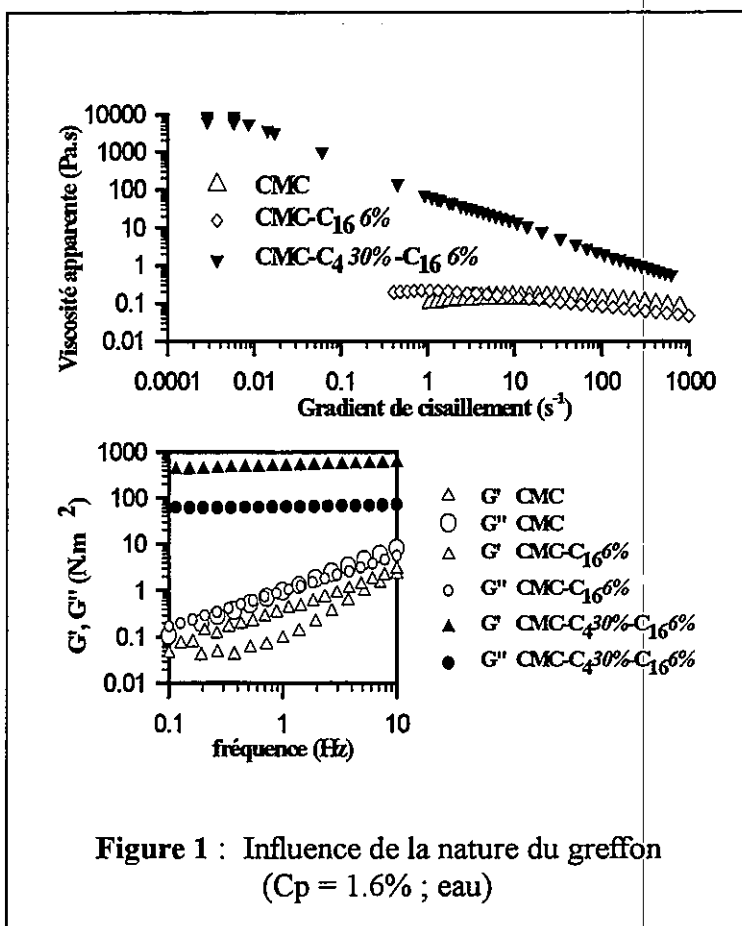 Viscosité apparente (Pa.s)
10000
1000
100
10
1
0.1
0.01
CMC
CMC-C16 6%
CMC-C4 30%-C16 6%
0.0001
0.01
0.1
1
10
100
1000
Gradient de cisaillement (s-1)
G', G" (N.m 2)
1000
100
10
1
0.1
0.01
G' CMC
G" CMC
G' CMC-C16 6%
G" CMC-C16 6%
G' CMC-C4 30%-C16 6%
G" CMC-C4 30%-C16 6%
0.1
1
10
fréquence (Hz)
Figure 1 : Influence de la nature du greffon
(Cp = 1.6% ; eau)